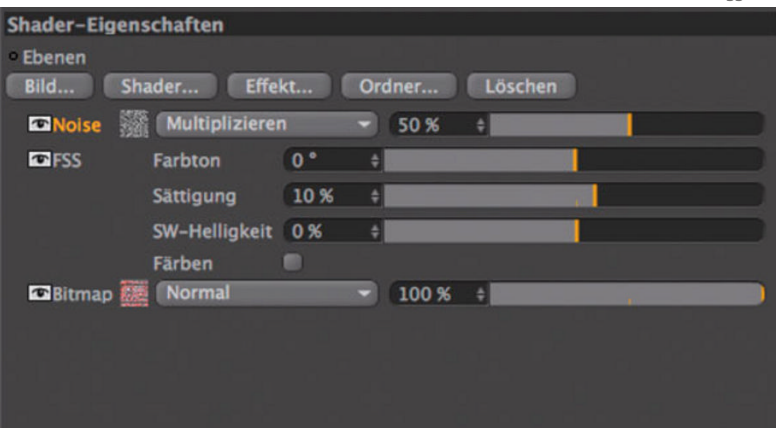 Shader-Eigenschaften
Ebenen
Bild... Shader... Effekt... Ordner... Löschen
Noise Multiplizieren 50 %
FSS Farbton 0 °
Sättigung 10 %
SW-Helligkeit 0 %
Färben
Bitmap Normal 100 %